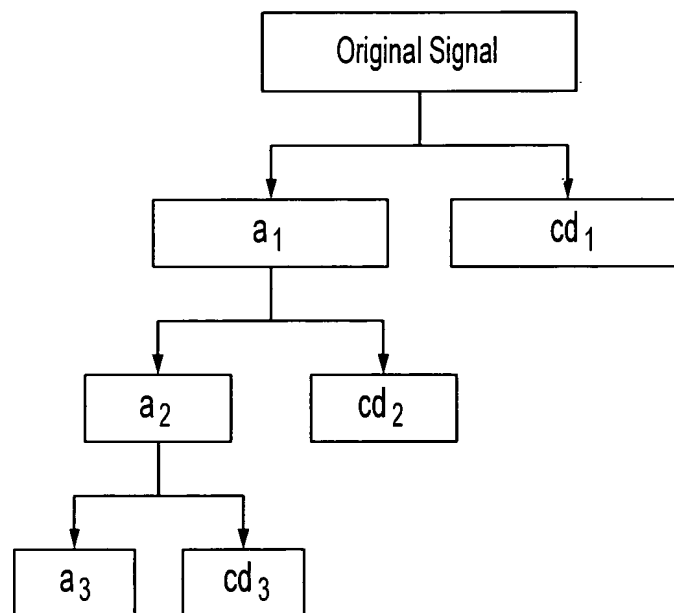 Original Signal
a₁
cd₁
a₂
cd₂
a₃
cd₃